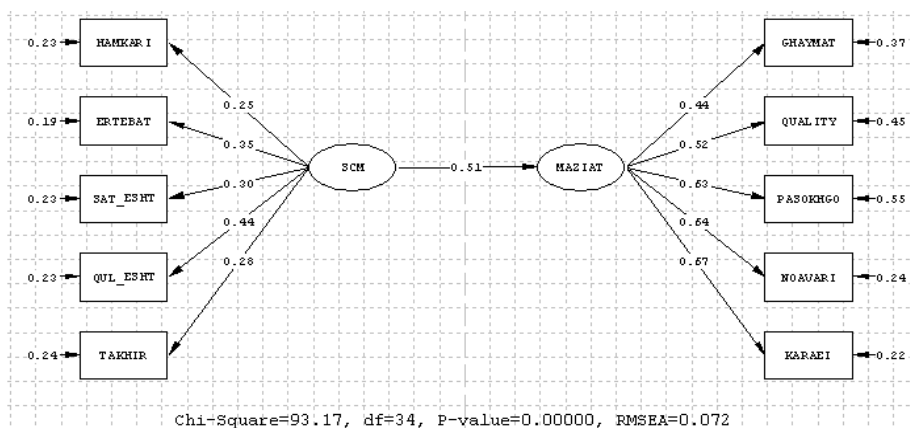 0.23 HAMKARI
0.19 ERTEBAT
0.23 SAT_ESHT
0.23 QUL_ESHT
0.24 TAKHIR
0.25
0.35
0.30
0.44
0.28
SCM
0.51
MAZIAT
0.44
0.52
0.63
0.64
0.67
GHAYMAT 0.37
QUALITY 0.45
PASOKHGO 0.55
NOAVARI 0.24
KARAEI 0.22
Chi-Square=93.17, df=34, P-value=0.00000, RMSEA=0.072